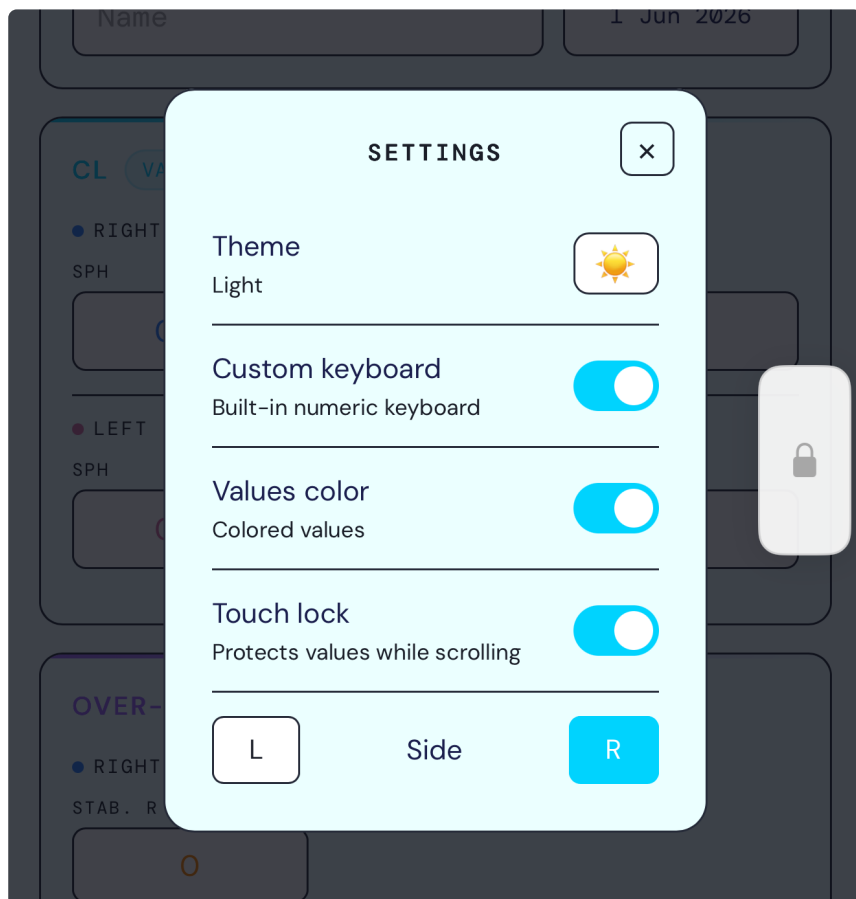 Name
1 Jun 2026
SETTINGS
×
CL
RIGHT
SPH
Theme
Light
Custom keyboard
Built-in numeric keyboard
LEFT
SPH
Values color
Colored values
Touch lock
Protects values while scrolling
OVER-
RIGHT
STAB. R
L
Side
R
0